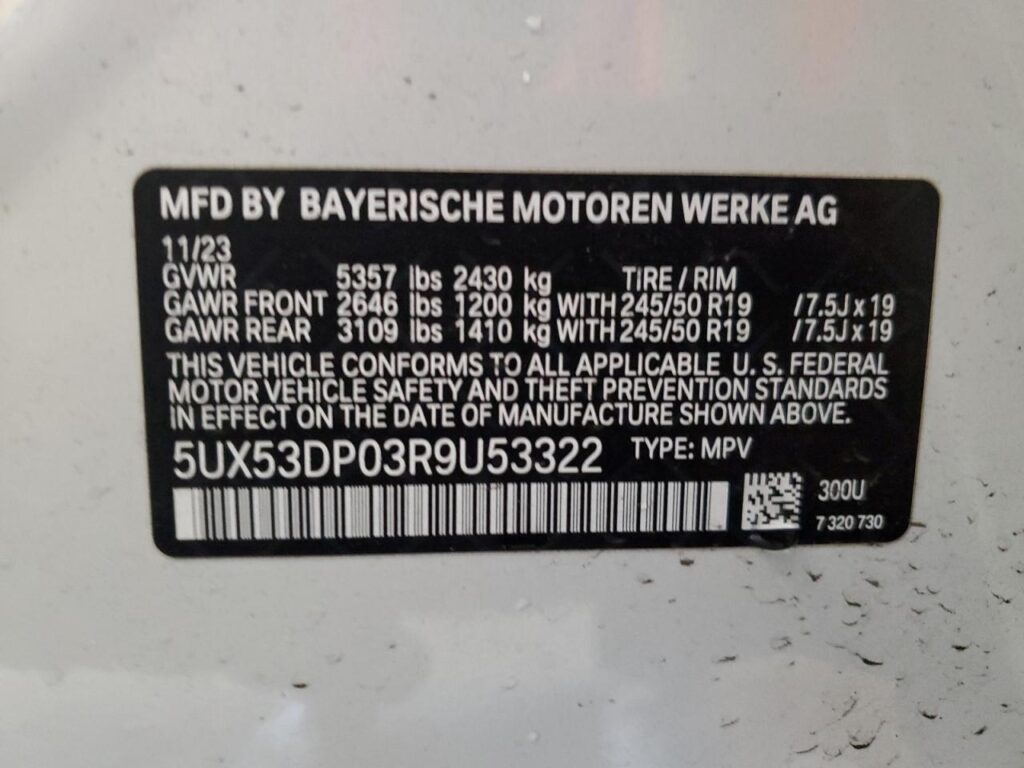 MFD BY BAYERISCHE MOTOREN WERKE AG
11/23
GVWR 5357 lbs 2430 kg TIRE / RIM
GAWR FRONT 2646 lbs 1200 kg WITH 245/50 R19 /7.5J x 19
GAWR REAR 3109 lbs 1410 kg WITH 245/50 R19 /7.5J x 19
THIS VEHICLE CONFORMS TO ALL APPLICABLE U. S. FEDERAL
MOTOR VEHICLE SAFETY AND THEFT PREVENTION STANDARDS
IN EFFECT ON THE DATE OF MANUFACTURE SHOWN ABOVE.
5UX53DP03R9U53322 TYPE: MPV
300U
7 320 730